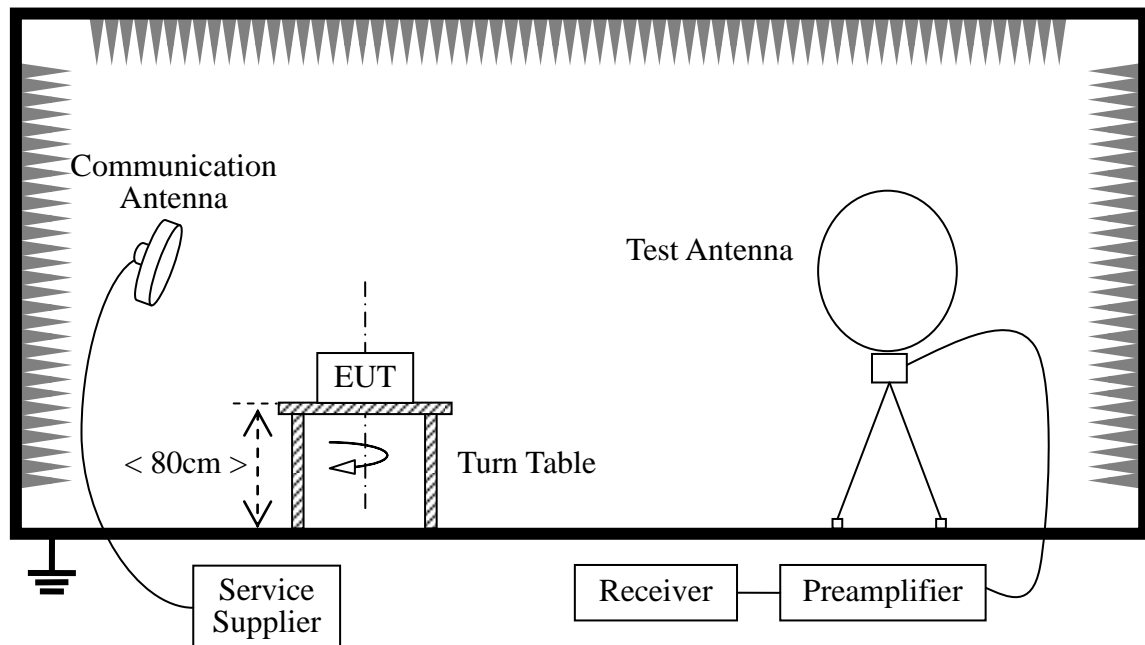 Communication
Antenna
Test Antenna
EUT
< 80cm >
Turn Table
Service
Supplier
Receiver
Preamplifier